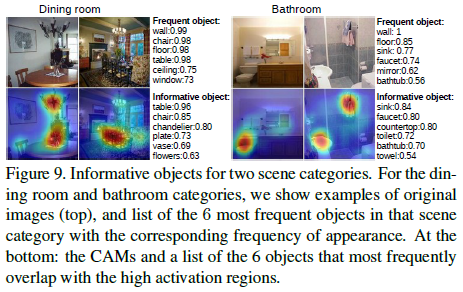 Dining room
Frequent object:
wall:0.99
chair:0.98
floor:0.98
table:0.98
ceiling:0.75
window:73
Informative object:
table:0.96
chair:0.85
chandelier:0.80
plate:0.73
vase:0.69
flowers:0.63
Bathroom
Frequent object:
wall: 1
floor:0.85
sink: 0.77
faucet:0.74
mirror:0.62
bathtub:0.56
Informative object:
sink:0.84
faucet:0.80
countertop:0.80
toilet:0.72
bathtub:0.70
towel:0.54
Figure 9. Informative objects for two scene categories. For the din-
ing room and bathroom categories, we show examples of original
images (top), and list of the 6 most frequent objects in that scene
category with the corresponding frequency of appearance. At the
bottom: the CAMs and a list of the 6 objects that most frequently
overlap with the high activation regions.